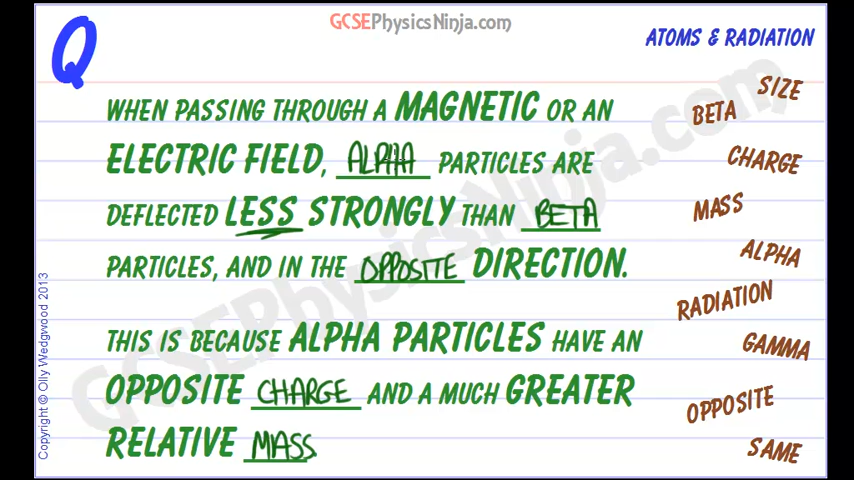 GCSEPhysicsNinja.com
Q
ATOMS & RADIATION
WHEN PASSING THROUGH A MAGNETIC OR AN
ELECTRIC FIELD, ALPHA PARTICLES ARE
DEFLECTED LESS STRONGLY THAN BETA
PARTICLES, AND IN THE OPPOSITE DIRECTION.
THIS IS BECAUSE ALPHA PARTICLES HAVE AN
OPPOSITE CHARGE AND A MUCH GREATER
RELATIVE MASS
SIZE
BETA
CHARGE
MASS
ALPHA
RADIATION
GAMMA
OPPOSITE
SAME
Copyright © Olly Wedgwood 2013
GCSEPhysicsNinja.com